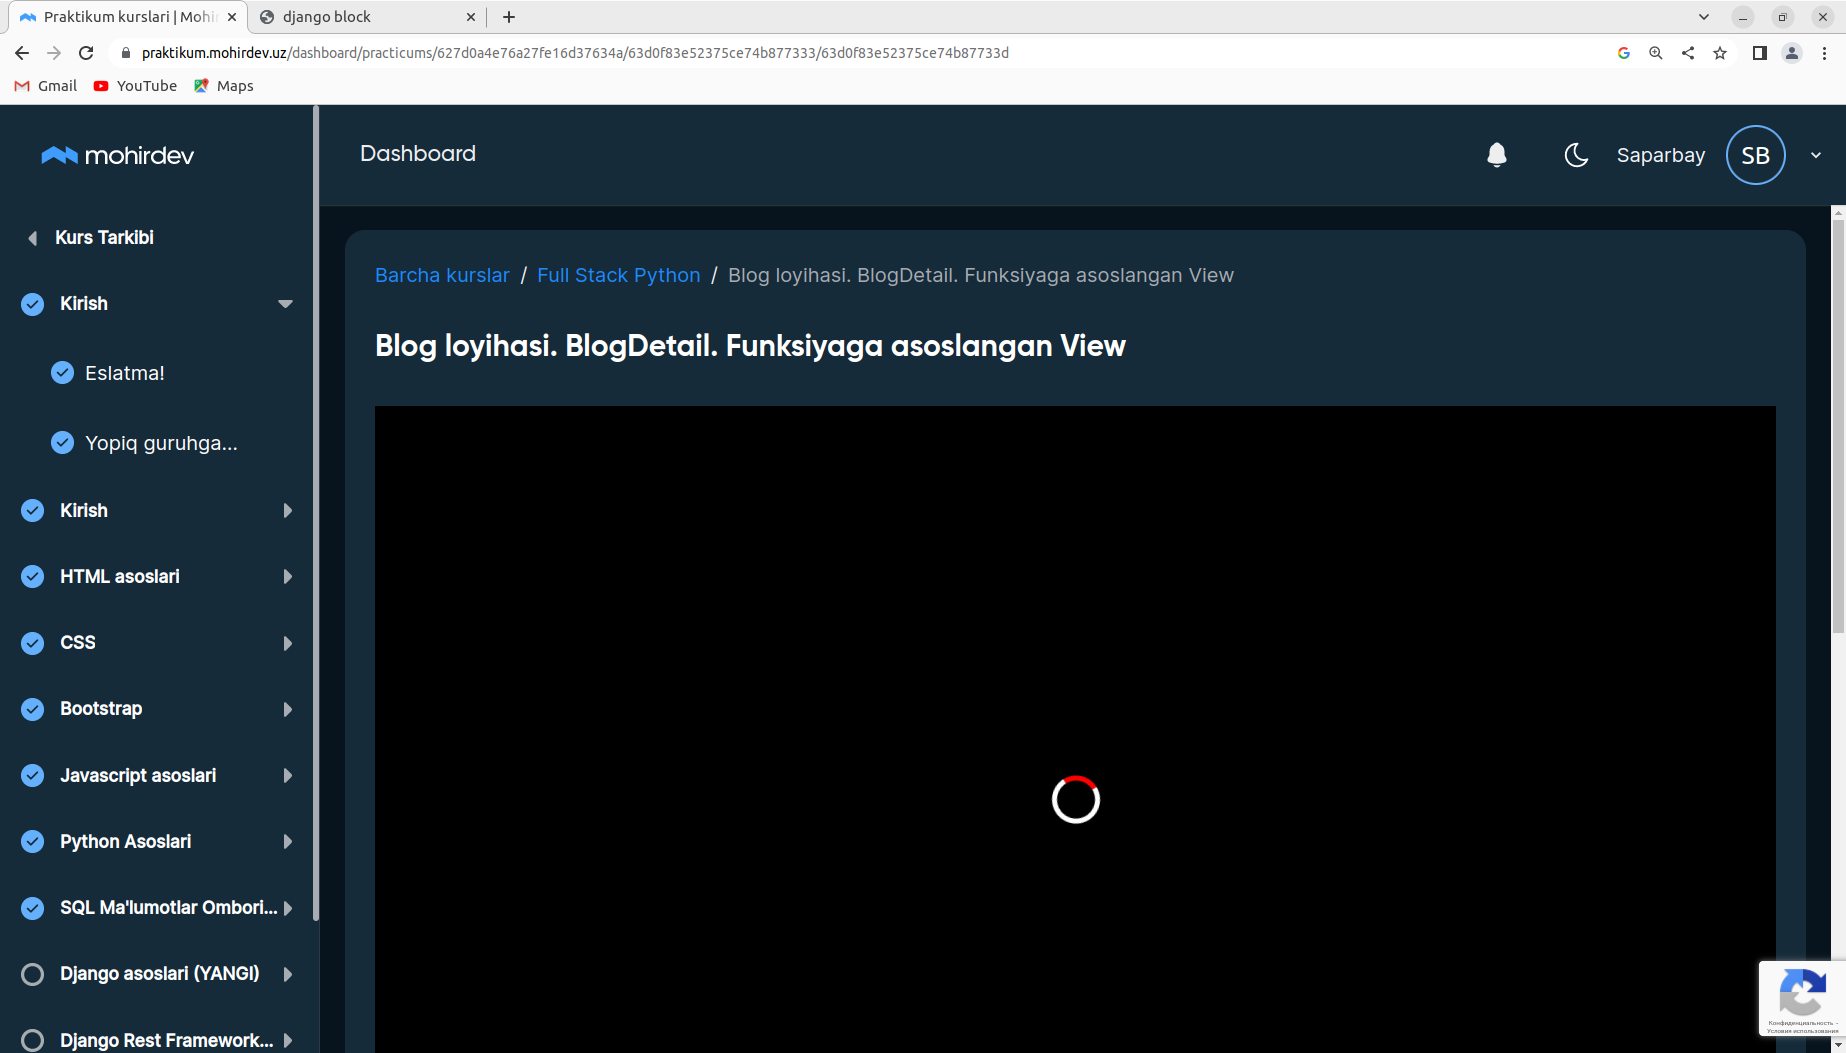 Praktikum kurslari | Mohi
django block
praktikum.mohirdev.uz/dashboard/practicums/627d0a4e76a27fe16d37634a/63d0f83e52375ce74b877333/63d0f83e52375ce74b87733d
Gmail
YouTube
Maps
mohirdev
Dashboard
Saparbay
SB
Kurs Tarkibi
Kirish
Eslatma!
Yopiq guruhga...
Kirish
HTML asoslari
CSS
Bootstrap
Javascript asoslari
Python Asoslari
SQL Ma'lumotlar Ombori...
Django asoslari (YANGI)
Django Rest Framework...
Barcha kurslar / Full Stack Python / Blog loyihasi. BlogDetail. Funksiyaga asoslangan View
Blog loyihasi. BlogDetail. Funksiyaga asoslangan View
Конфиденциальность -
Условия использования